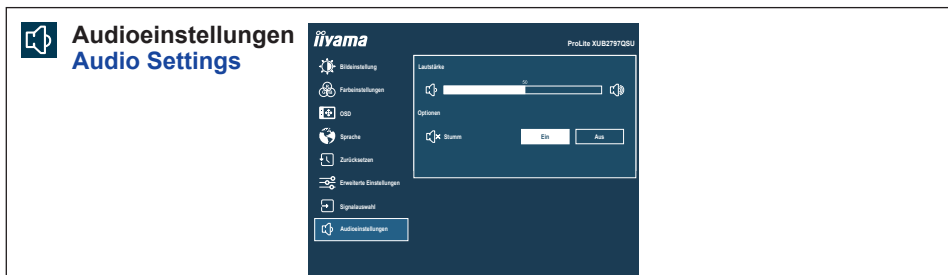 Audioeinstellungen
Audio Settings
iiyama
ProLite XUB2797QSU
Bildeinstellung
Farbeinstellungen
OSD
Sprache
Zurücksetzen
Erweiterte Einstellungen
Signalauswahl
Audioeinstellungen
Lautstärke
50
Optionen
Stumm
Ein
Aus